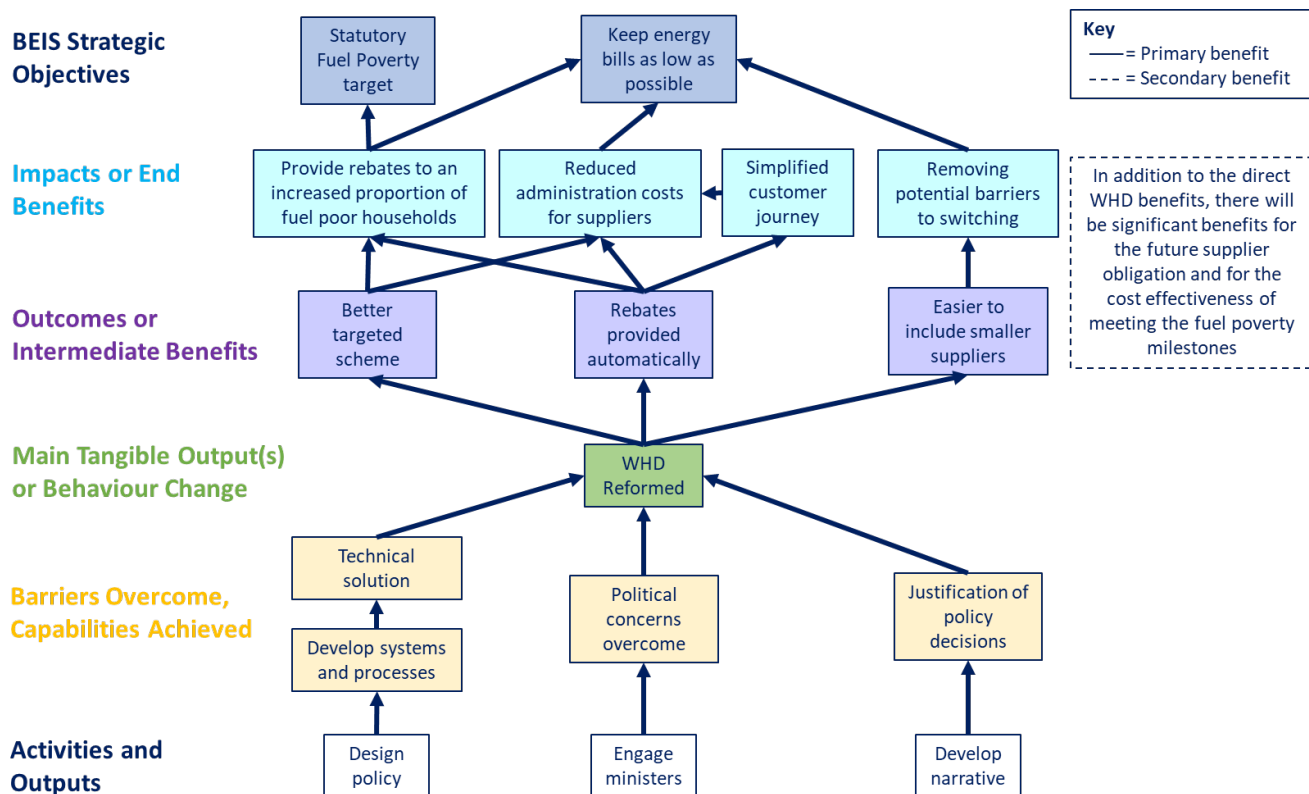 BEIS Strategic
Objectives
Statutory
Fuel Poverty
target
Keep energy
bills as low as
possible
Key
= Primary benefit
= Secondary benefit
Impacts or End
Benefits
Provide rebates to an
increased proportion of
fuel poor households
Reduced
administration costs
for suppliers
Simplified
customer
journey
Removing
potential barriers
to switching
In addition to the direct
WHD benefits, there will
be significant benefits for
the future supplier
obligation and for the
cost effectiveness of
meeting the fuel poverty
milestones
Outcomes or
Intermediate Benefits
Better
targeted
scheme
Rebates
provided
automatically
Easier to
include smaller
suppliers
Main Tangible Output(s)
or Behaviour Change
WHD
Reformed
Barriers Overcome,
Capabilities Achieved
Technical
solution
Develop systems
and processes
Political
concerns
overcome
Justification of
policy
decisions
Activities and
Outputs
Design
policy
Engage
ministers
Develop
narrative